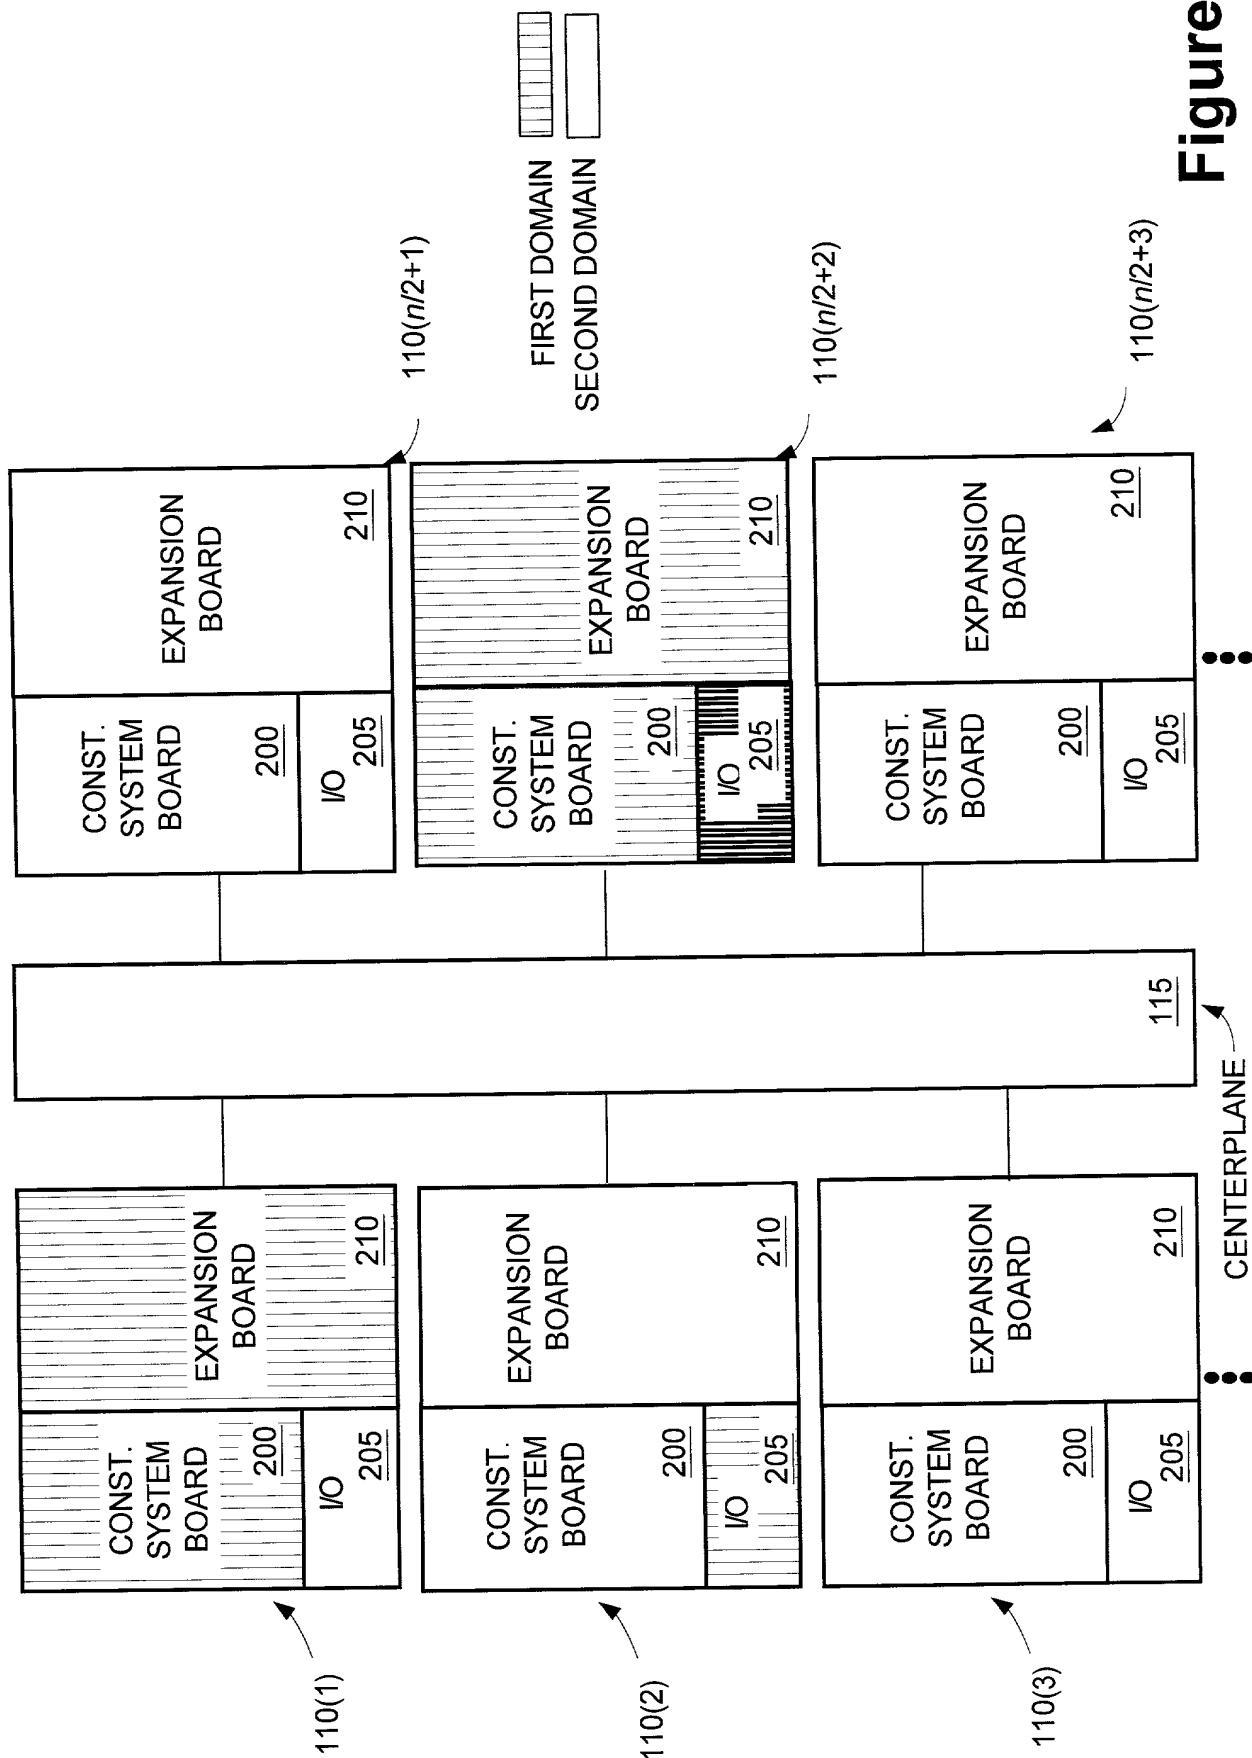 110(1)
CONST.
SYSTEM
BOARD
200
I/O
205
EXPANSION
BOARD
210
110(2)
CONST.
SYSTEM
BOARD
200
I/O
205
EXPANSION
BOARD
210
110(3)
CONST.
SYSTEM
BOARD
200
I/O
205
EXPANSION
BOARD
210
CENTERPLANE
115
CONST.
SYSTEM
BOARD
200
I/O
205
EXPANSION
BOARD
210
110(n/2+1)
CONST.
SYSTEM
BOARD
200
I/O
205
EXPANSION
BOARD
210
110(n/2+2)
CONST.
SYSTEM
BOARD
200
I/O
205
EXPANSION
BOARD
210
110(n/2+3)
FIRST DOMAIN
SECOND DOMAIN
Figure